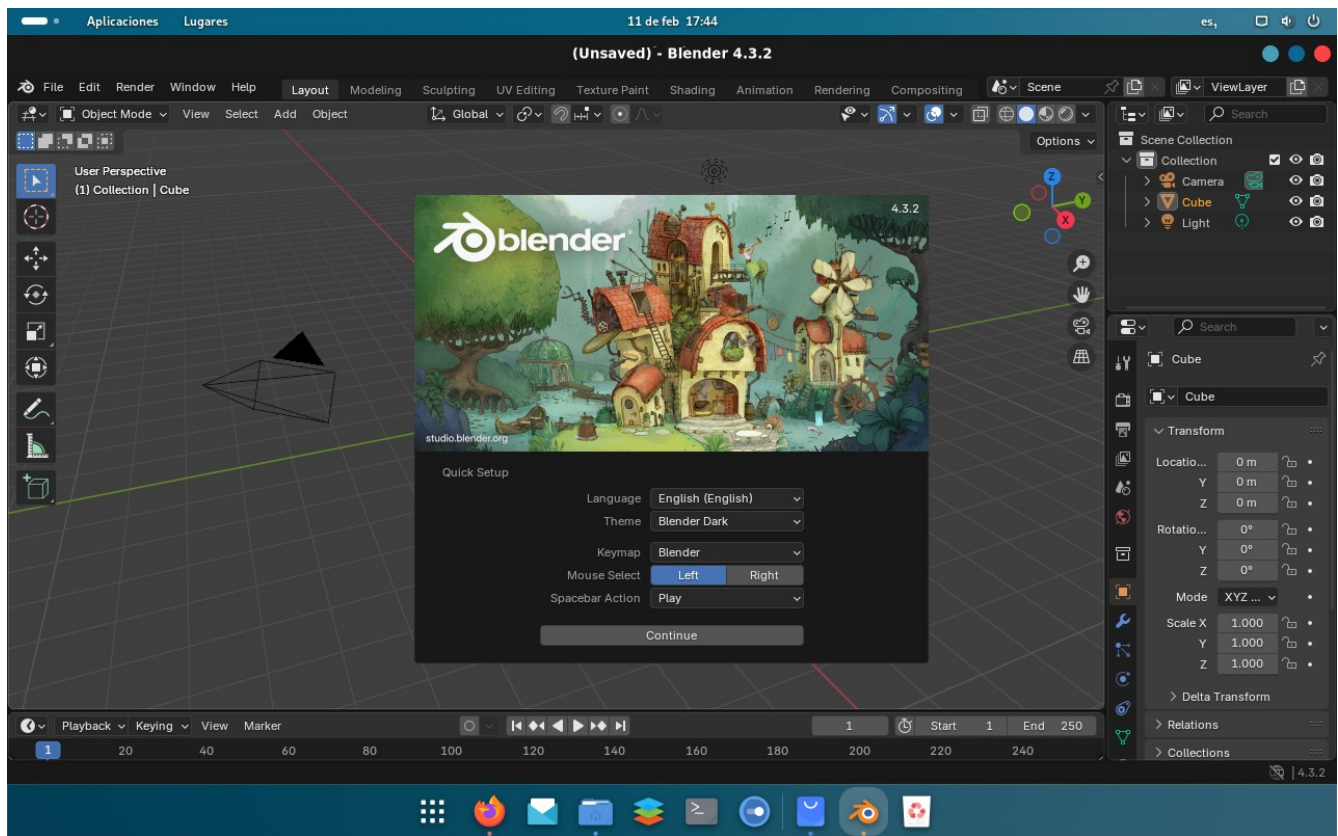 Aplicaciones Lugares 11 de feb 17:44 es₁
(Unsaved) - Blender 4.3.2
File Edit Render Window Help Layout Modeling Sculpting UV Editing Texture Paint Shading Animation Rendering Compositing Scene ViewLayer
Object Mode View Select Add Object Global Search
Options
User Perspective
(1) Collection | Cube
Scene Collection
Collection
Camera
Cube
Light
Z
Y
X
4.3.2
blender
studio.blender.org
Quick Setup
Language English (English)
Theme Blender Dark
Keymap Blender
Mouse Select Left Right
Spacebar Action Play
Continue
Search
Cube
Cube
Transform
Locatio... 0 m
Y 0 m
Z 0 m
Rotatio... 0°
Y 0°
Z 0°
Mode XYZ ...
Scale X 1.000
Y 1.000
Z 1.000
Delta Transform
Relations
Collections
Playback Keying View Marker 1 Start 1 End 250
1 20 40 60 80 100 120 140 160 180 200 220 240
4.3.2